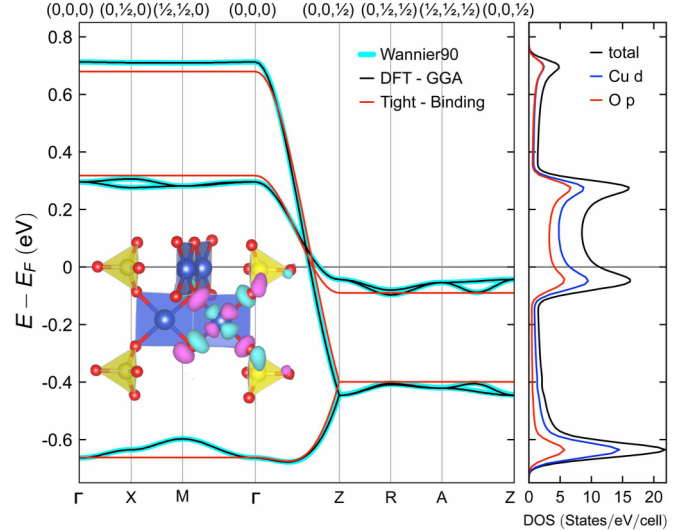 (0,0,0) (0,½,0) (½,½,0) (0,0,0) (0,0,½) (0,½,½) (½,½,½) (0,0,½)
Wannier90
DFT - GGA
Tight - Binding
total
Cu d
O p
E − E_F (eV)
0.8
0.6
0.4
0.2
0
-0.2
-0.4
-0.6
Γ X M Γ Z R A Z
0 5 10 15 20
DOS (States/eV/cell)